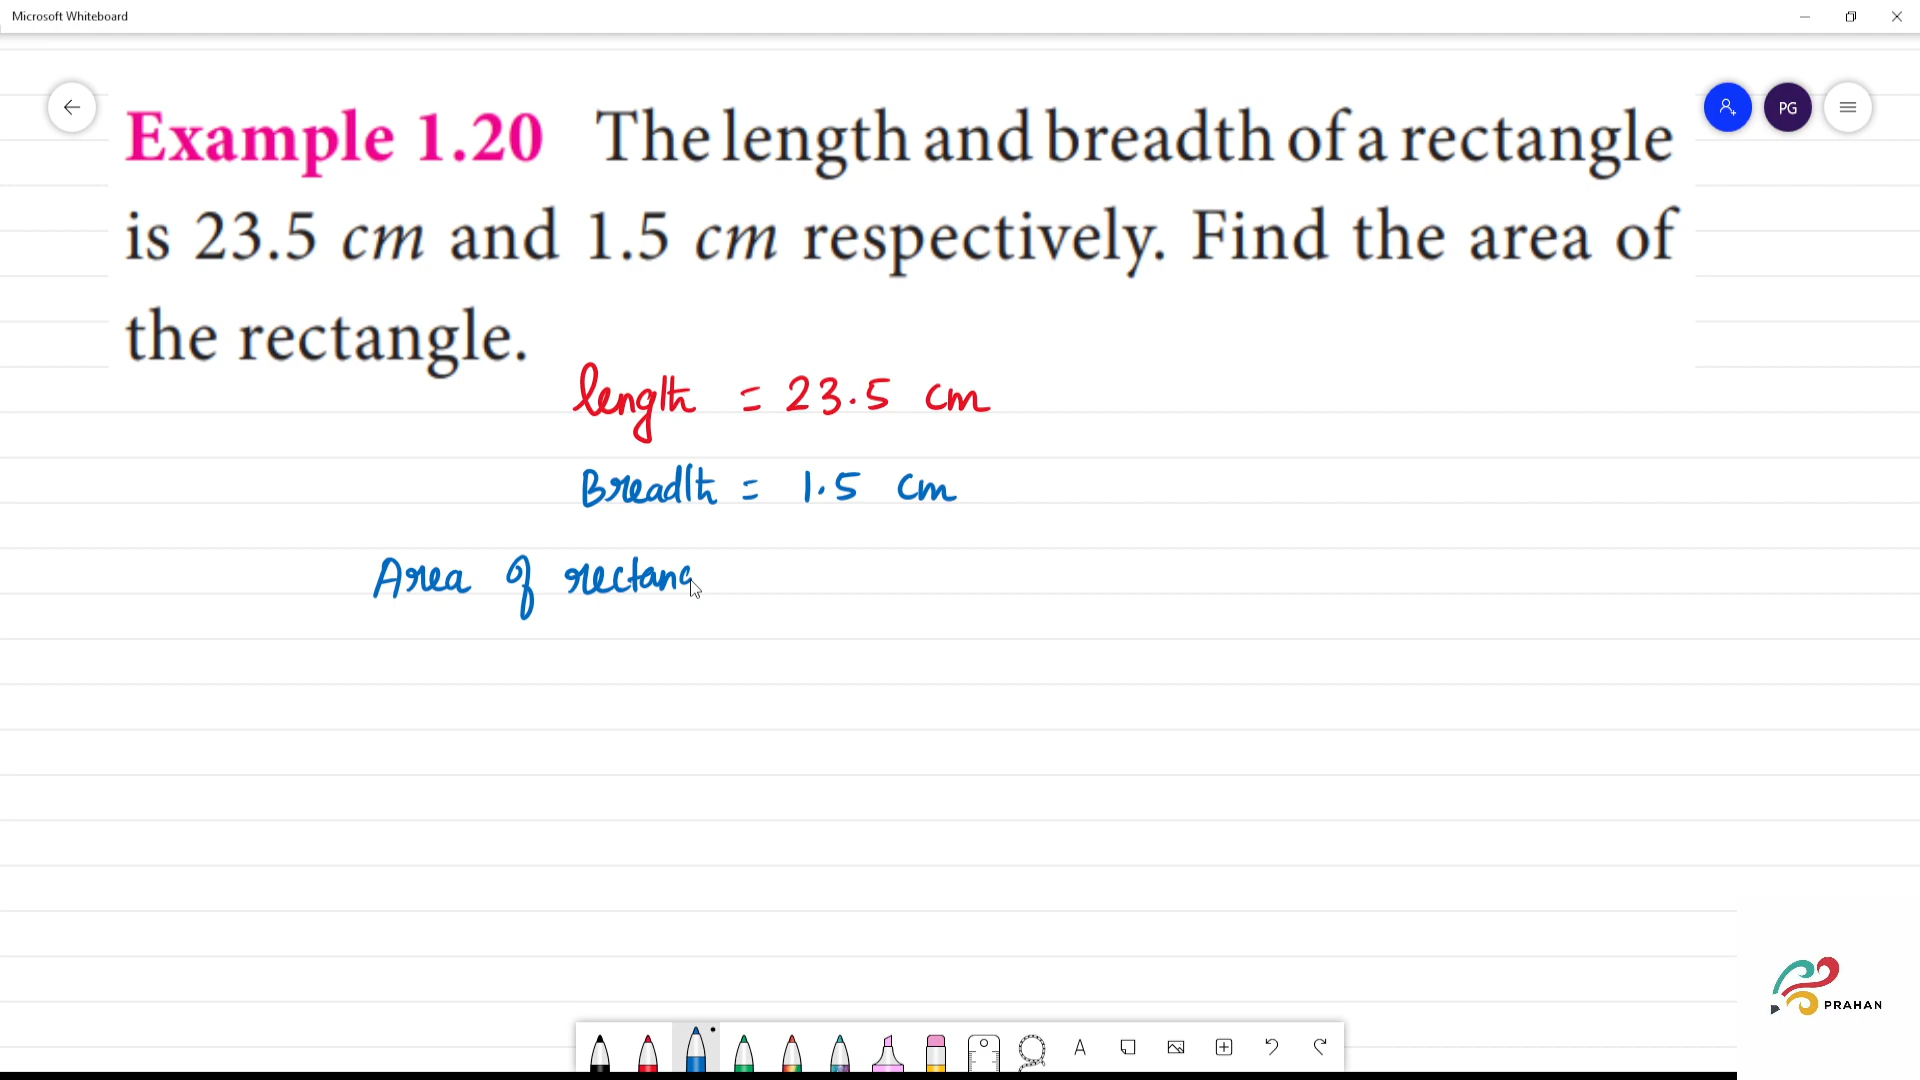 Microsoft Whiteboard
Example 1.20 The length and breadth of a rectangle
is 23.5 cm and 1.5 cm respectively. Find the area of
the rectangle.
PG
length = 23.5 cm
Breadth = 1.5 cm
Area of rectang
PRAHAN
A